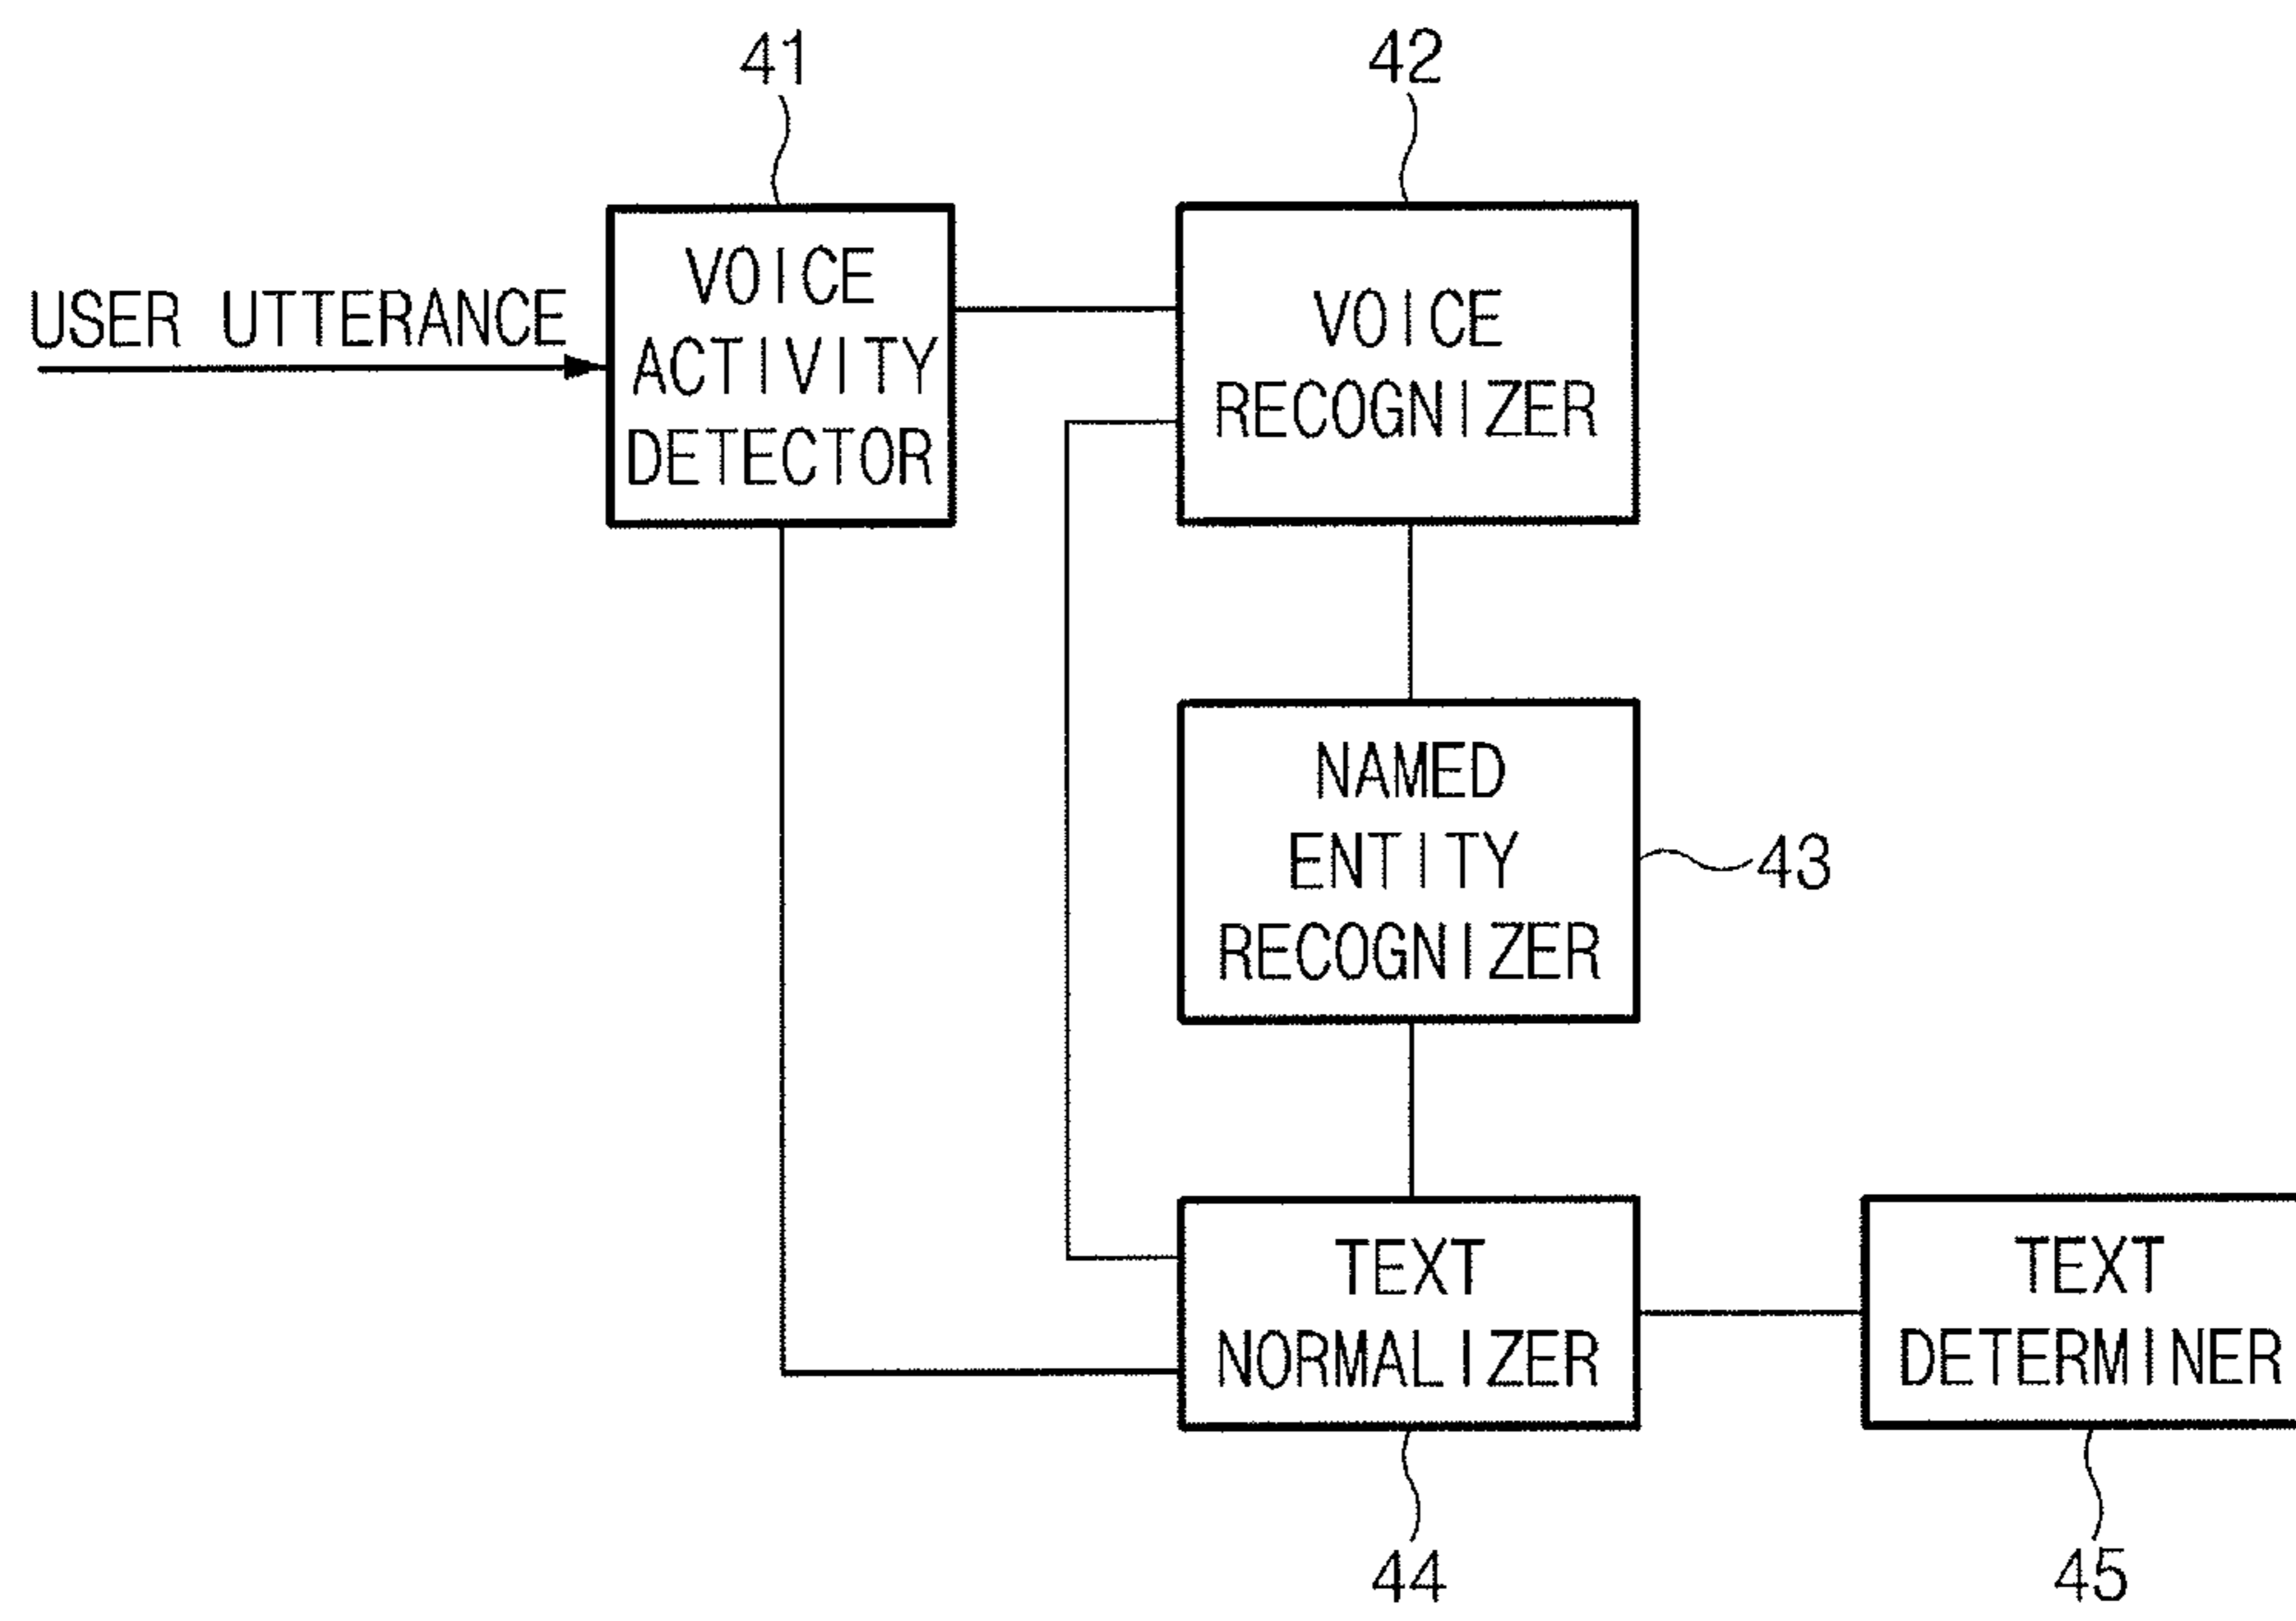 41
42
USER UTTERANCE
VOICE
ACTIVITY
DETECTOR
VOICE
RECOGNIZER
NAMED
ENTITY
RECOGNIZER
43
TEXT
NORMALIZER
TEXT
DETERMINER
44
45